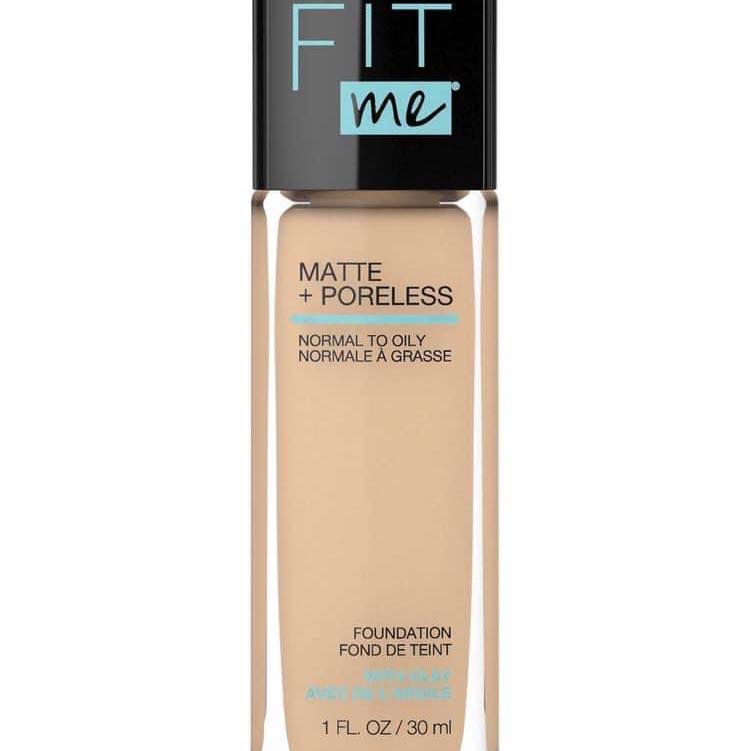 FIT
me®
MATTE
+ PORELESS
NORMAL TO OILY
NORMALE À GRASSE
FOUNDATION
FOND DE TEINT
WITH CLAY
AVEC DE L'ARGILE
1 FL. OZ / 30 ml